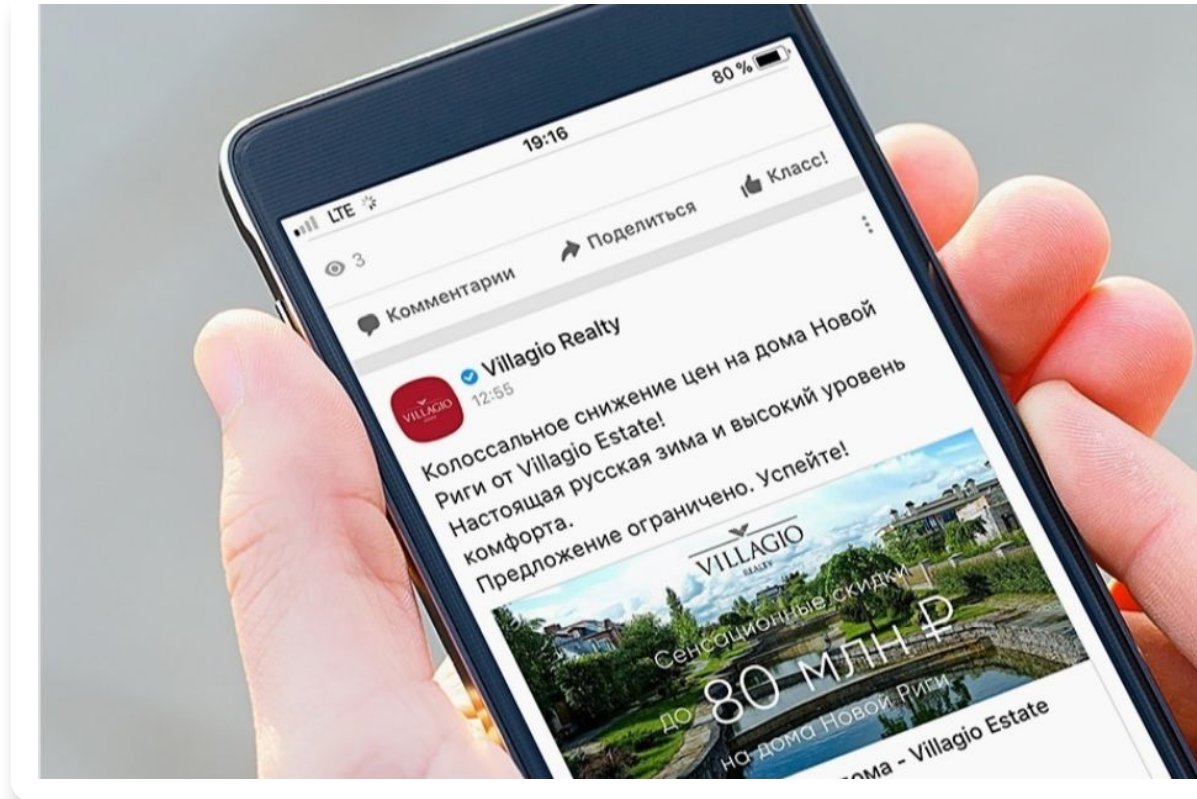 80 %
19:16
LTE
3
Комментарии
Поделиться
Класс!
Villagio Realty
12:55
VILLAGIO
Колоссальное снижение цен на дома Новой
Риги от Villagio Estate!
Настоящая русская зима и высокий уровень
комфорта.
Предложение ограничено. Успейте!
VILLAGIO
REALTY
Сенсационные скидки
до 80 млн ₽
на дома Новой Риги
- Villagio Estate